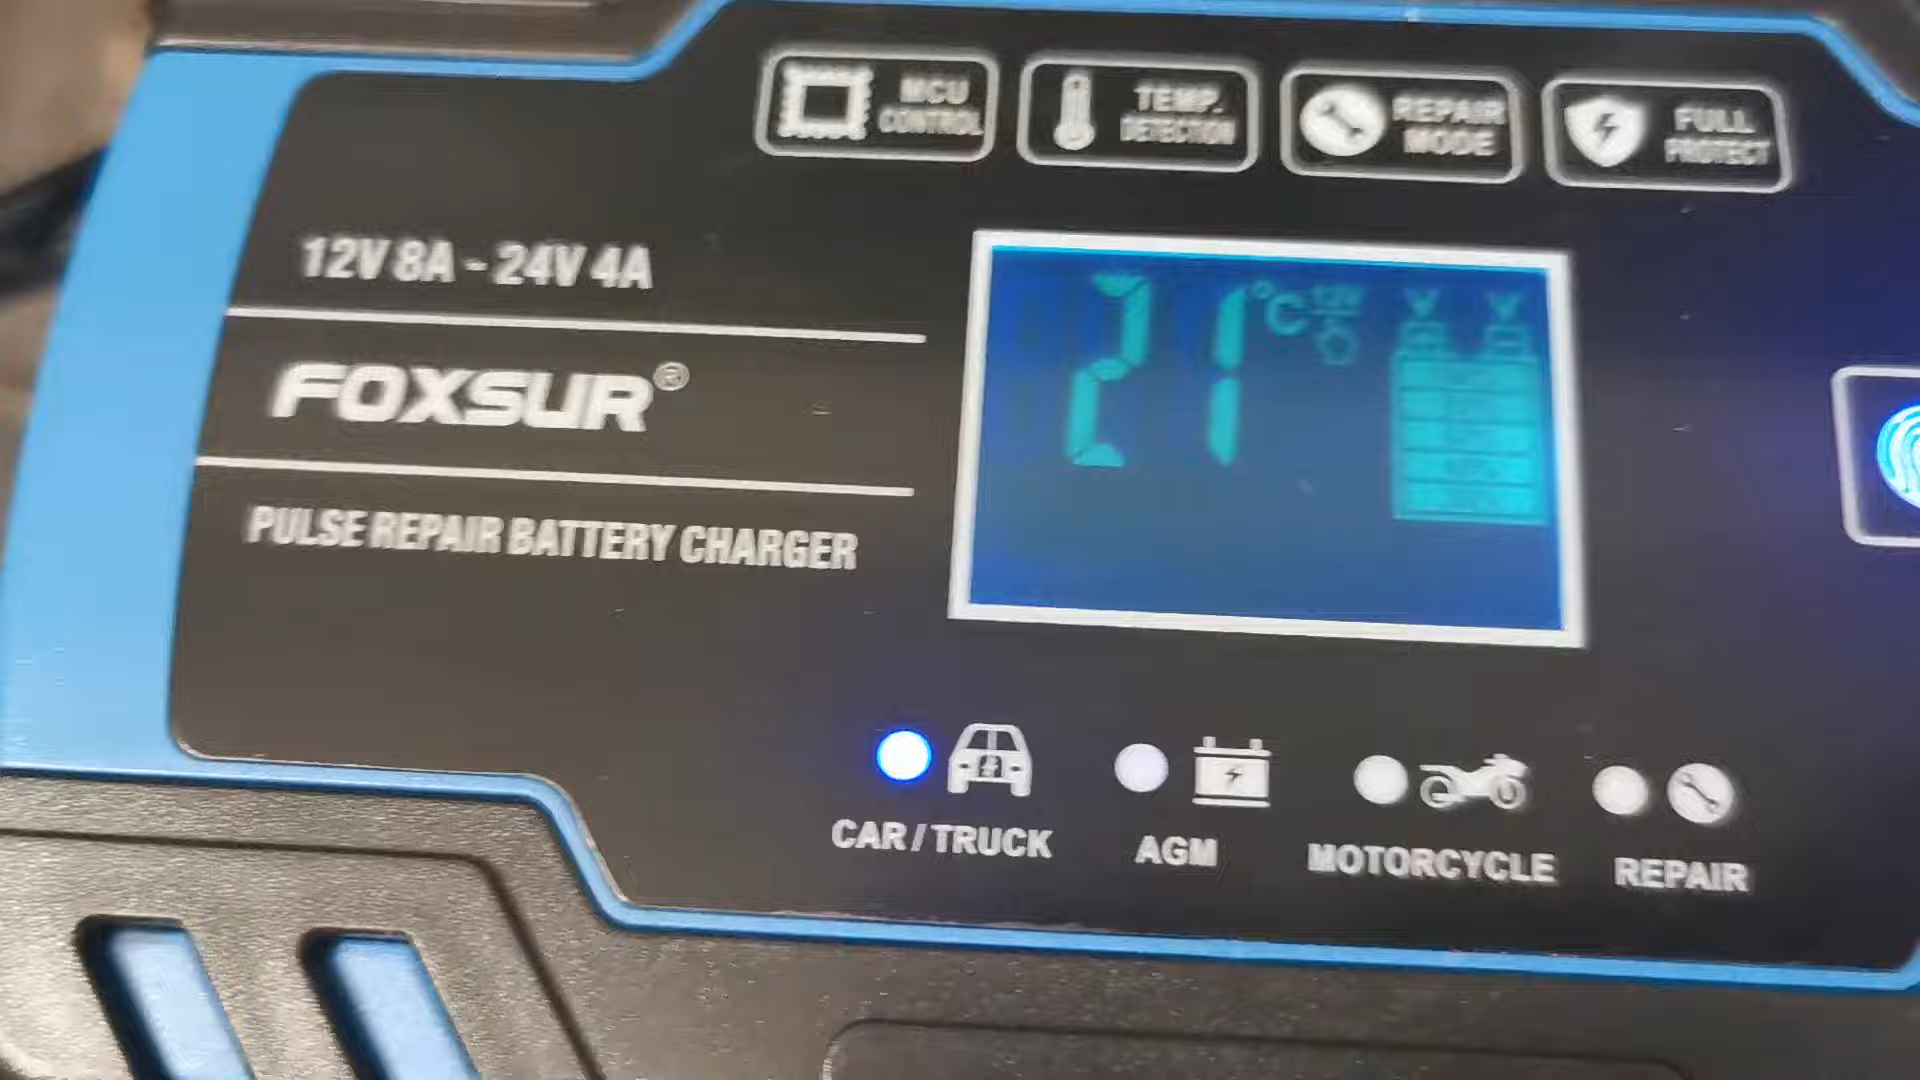 MCU
CONTROL
TEMP.
DETECTION
REPAIR
MODE
FULL
PROTECT
12V 8A - 24V 4A
FOXSUR®
PULSE REPAIR BATTERY CHARGER
21°C 12V
CAR / TRUCK
AGM
MOTORCYCLE
REPAIR